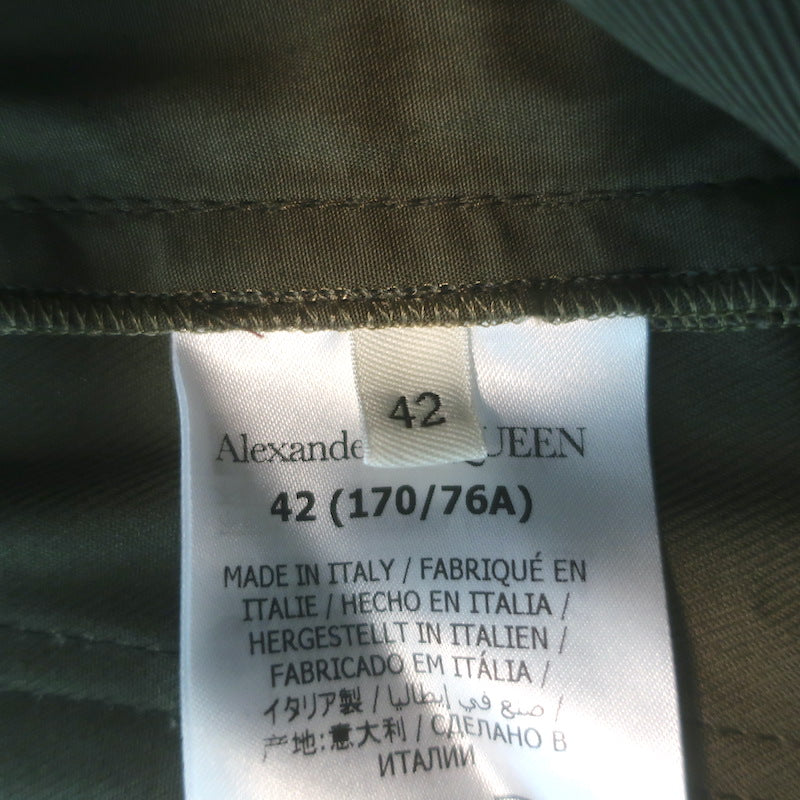 42
Alexande QUEEN
42 (170/76A)
MADE IN ITALY / FABRIQUÉ EN
ITALIE / HECHO EN ITALIA /
HERGESTELLT IN ITALIEN /
FABRICADO EM ITÁLIA /
イタリア製 / صنع في إيطاليا /
产地:意大利 / СДЕЛАНО В
ИТАЛИИ